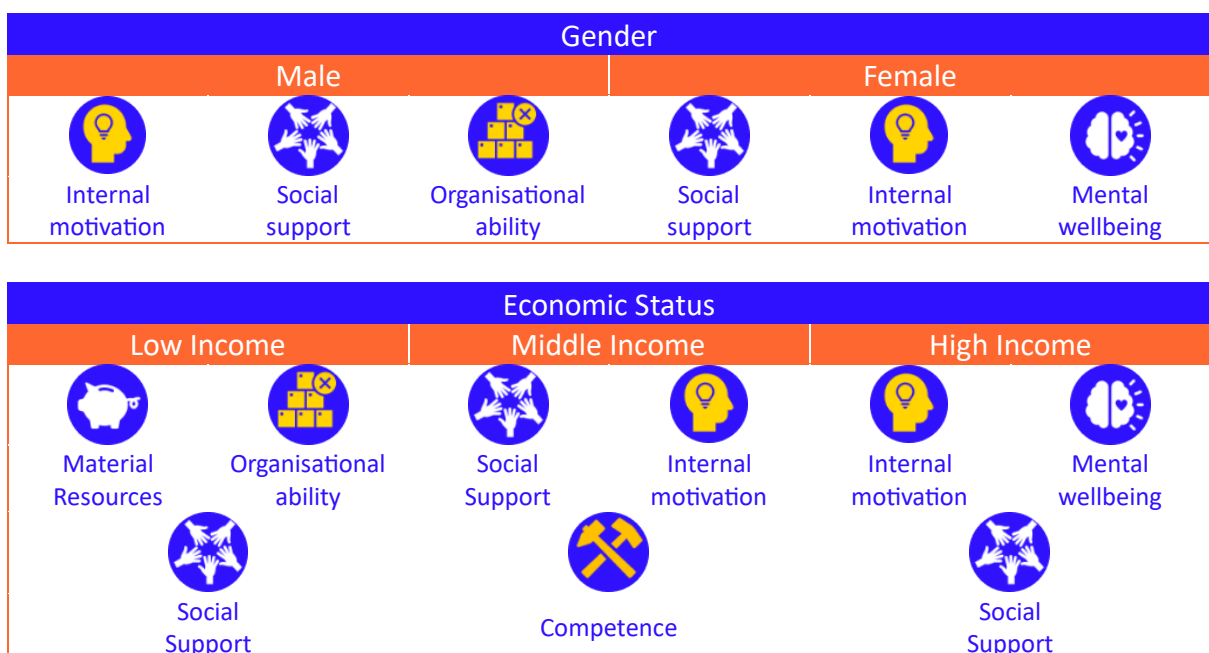 Gender
Male Female
Internal Social Organisational Social Internal Mental
motivation support ability support motivation wellbeing
Economic Status
Low Income Middle Income High Income
Material Organisational Social Internal Internal Mental
Resources ability Support motivation motivation wellbeing
Social Competence Social
Support Support